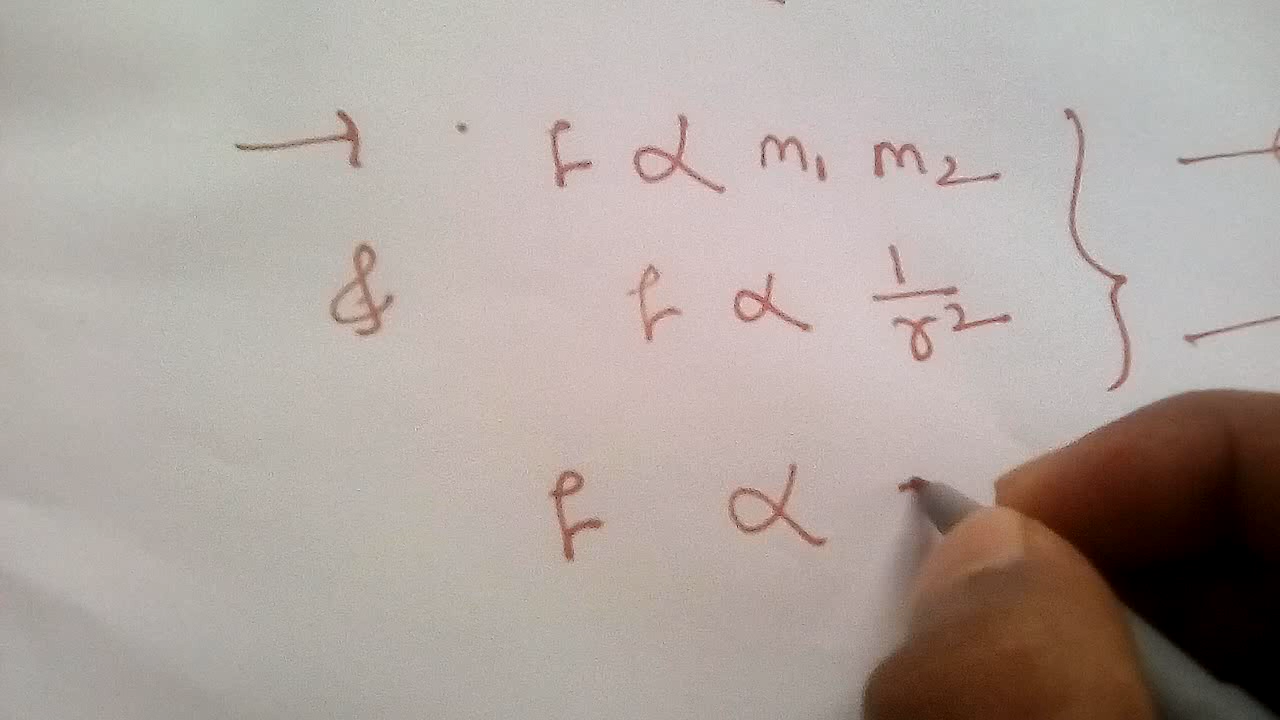 → F ∝ m₁ m₂
& F ∝ 1/r²
F ∝